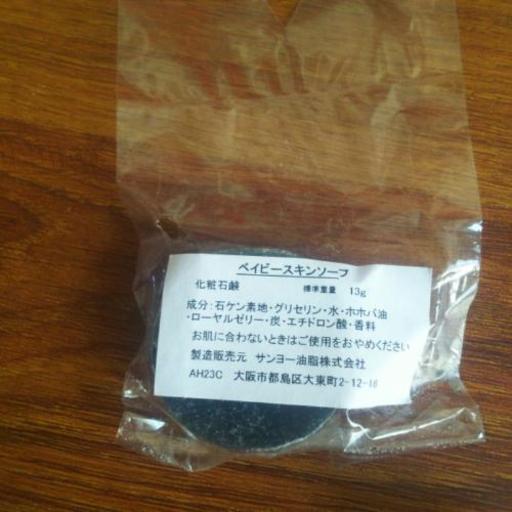 ベイビースキンソープ
化粧石鹸 標準重量 13g
成分:石ケン素地・グリセリン・水・ホホバ油
・ローヤルゼリー・炭・エチドロン酸・香料
お肌に合わないときはご使用をおやめください
製造販売元 サンヨー油脂株式会社
AH23C 大阪市都島区大東町2-12-16